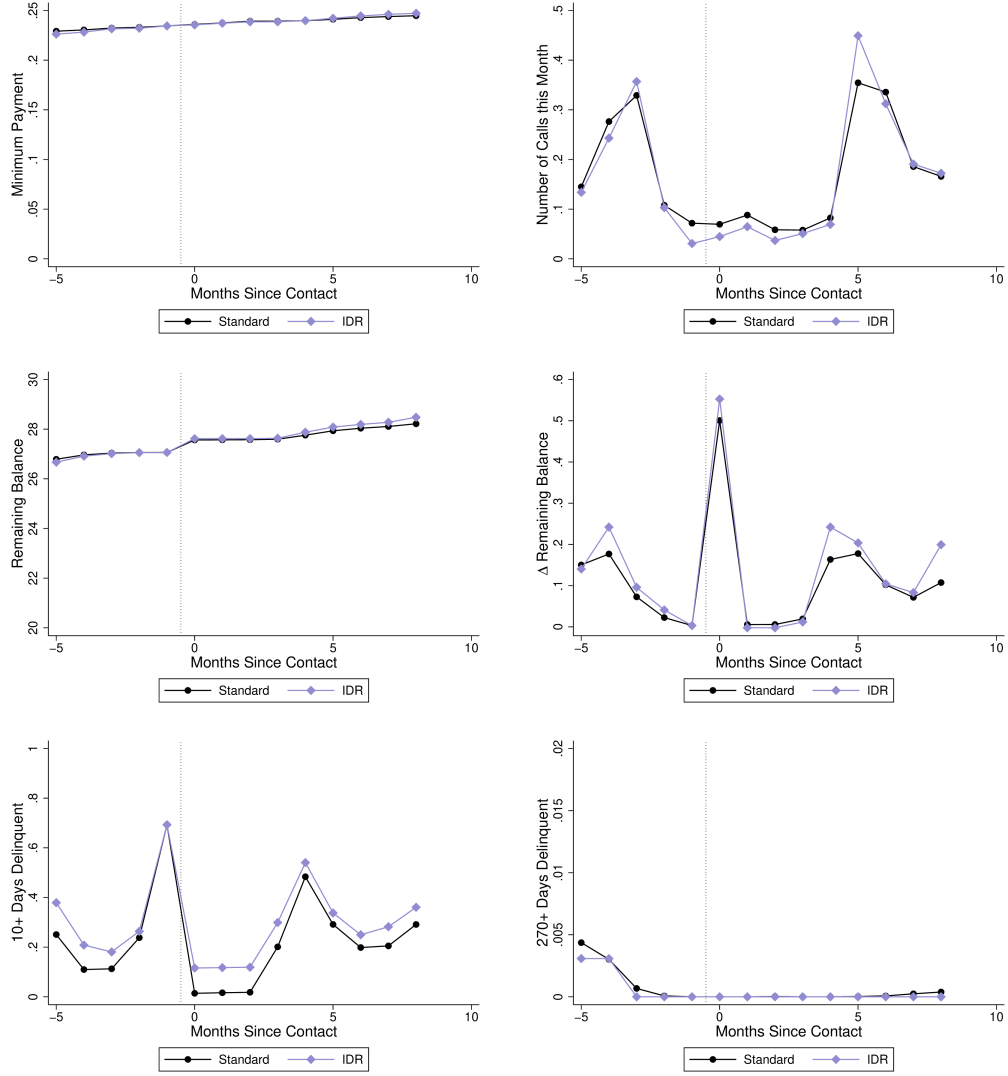 Minimum Payment
0 .05 .1 .15 .2 .25
−5 0 5 10
Months Since Contact
Standard IDR
Number of Calls this Month
0 .1 .2 .3 .4 .5
−5 0 5 10
Months Since Contact
Standard IDR
Remaining Balance
20 22 24 26 28 30
−5 0 5 10
Months Since Contact
Standard IDR
Δ Remaining Balance
0 .1 .2 .3 .4 .5 .6
−5 0 5 10
Months Since Contact
Standard IDR
10+ Days Delinquent
0 .2 .4 .6 .8 1
−5 0 5 10
Months Since Contact
Standard IDR
270+ Days Delinquent
0 .005 .01 .015 .02
−5 0 5 10
Months Since Contact
Standard IDR